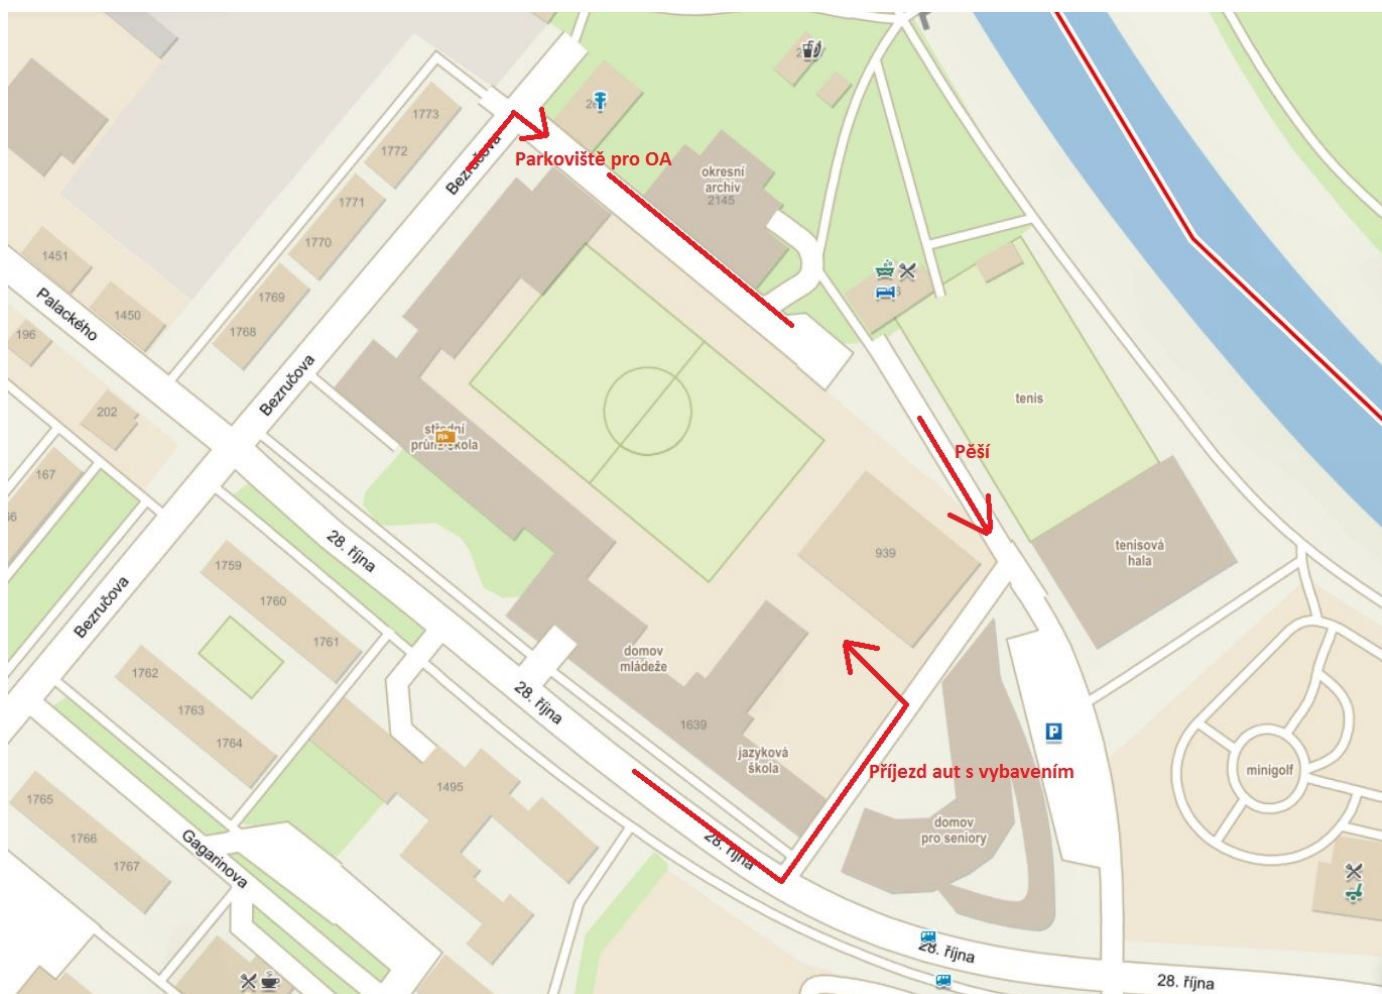 1773
1772
Bezručova
Parkoviště pro OA
okresní
archiv
2145
1771
1770
1451
1769
1450
1768
Palackého
196
Bezručova
202
tenis
střední
prům. škola
Pěší
167
tenisová
hala
939
28. října
1759
1760
1761
Bezručova
domov
mládeže
1762
1763
1764
28. října
1639
jazyková
škola
P
Příjezd aut s vybavením
minigolf
1765
1766
1767
1495
28. října
domov
pro seniory
Gagarinova
28. října
28. října